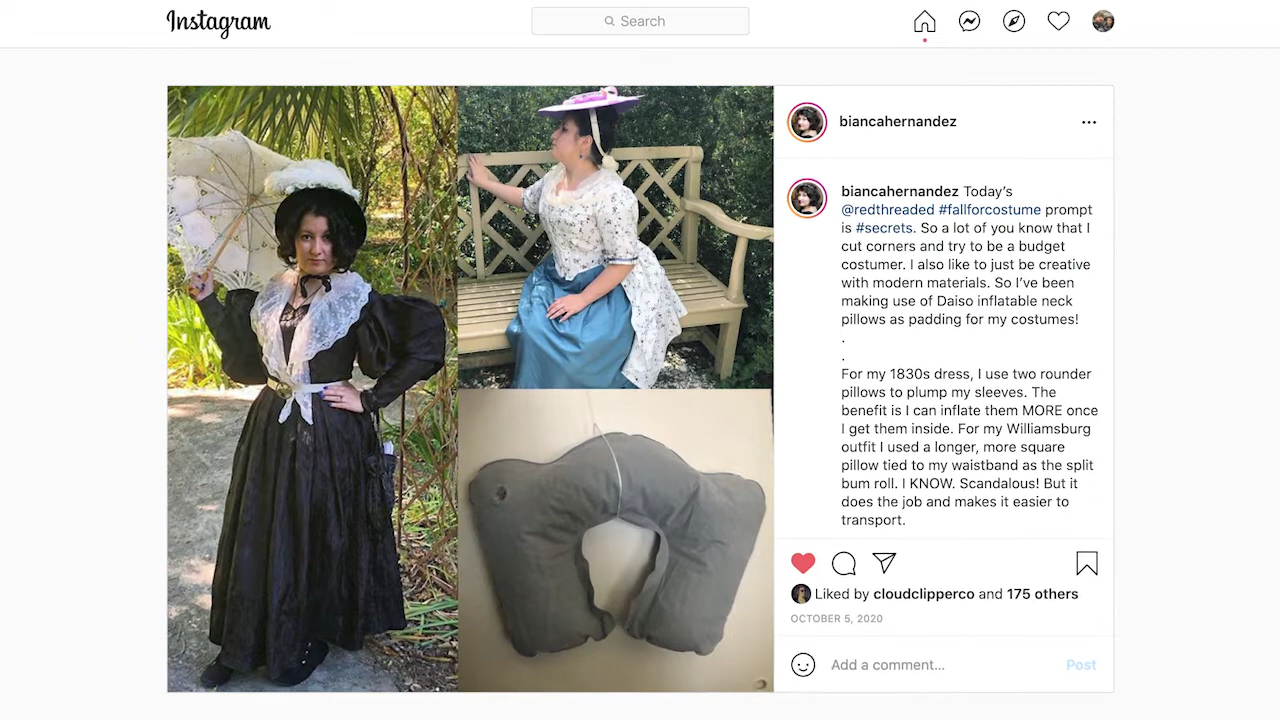 Instagram
Search
biancahernandez
biancahernandez Today's
@redthreaded #fallforcostume prompt
is #secrets. So a lot of you know that I
cut corners and try to be a budget
costumer. I also like to just be creative
with modern materials. So I've been
making use of Daiso inflatable neck
pillows as padding for my costumes!
.
.
For my 1830s dress, I use two rounder
pillows to plump my sleeves. The
benefit is I can inflate them MORE once
I get them inside. For my Williamsburg
outfit I used a longer, more square
pillow tied to my waistband as the split
bum roll. I KNOW. Scandalous! But it
does the job and makes it easier to
transport.
Liked by cloudclipperco and 175 others
OCTOBER 5, 2020
Add a comment...
Post